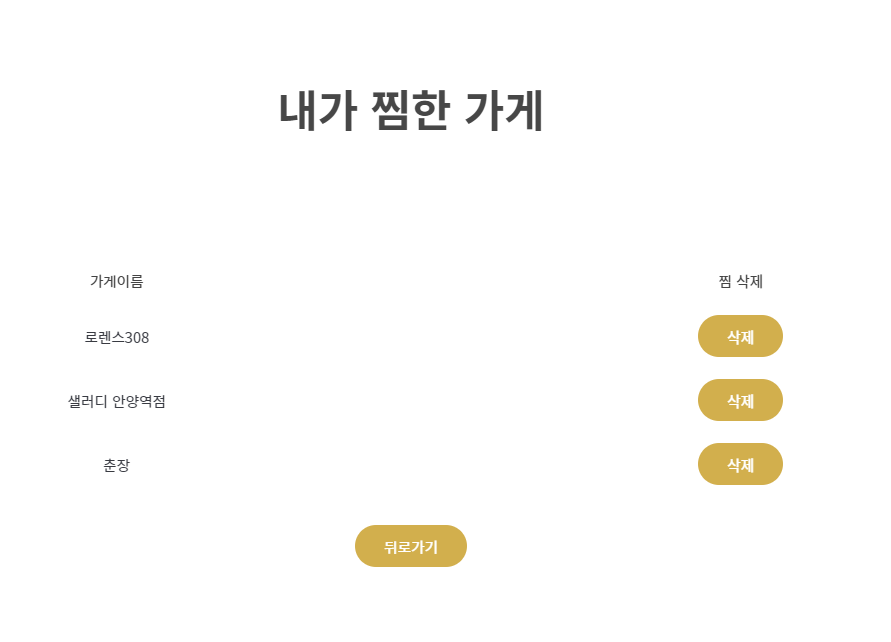 내가 찜한 가게
가게이름 찜 삭제
로렌스308 삭제
샐러디 안양역점 삭제
춘장 삭제
뒤로가기